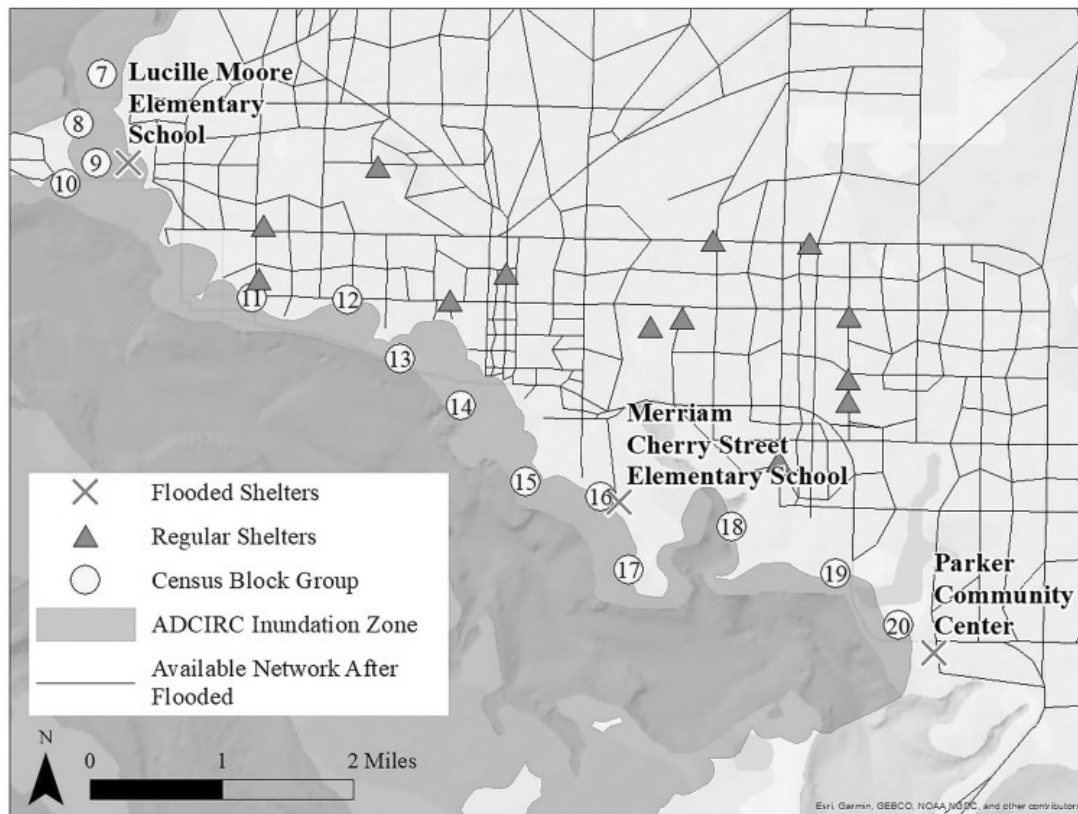 7
Lucille Moore
Elementary
School
8
9
10
11
12
13
14
Merriam
Cherry Street
Elementary School
15
16
18
17
19
Parker
Community
Center
20
Flooded Shelters
Regular Shelters
Census Block Group
ADCIRC Inundation Zone
Available Network After
Flooded
N
0 1 2 Miles
Esri, Garmin, GEBCO, NOAA NGDC, and other contributors